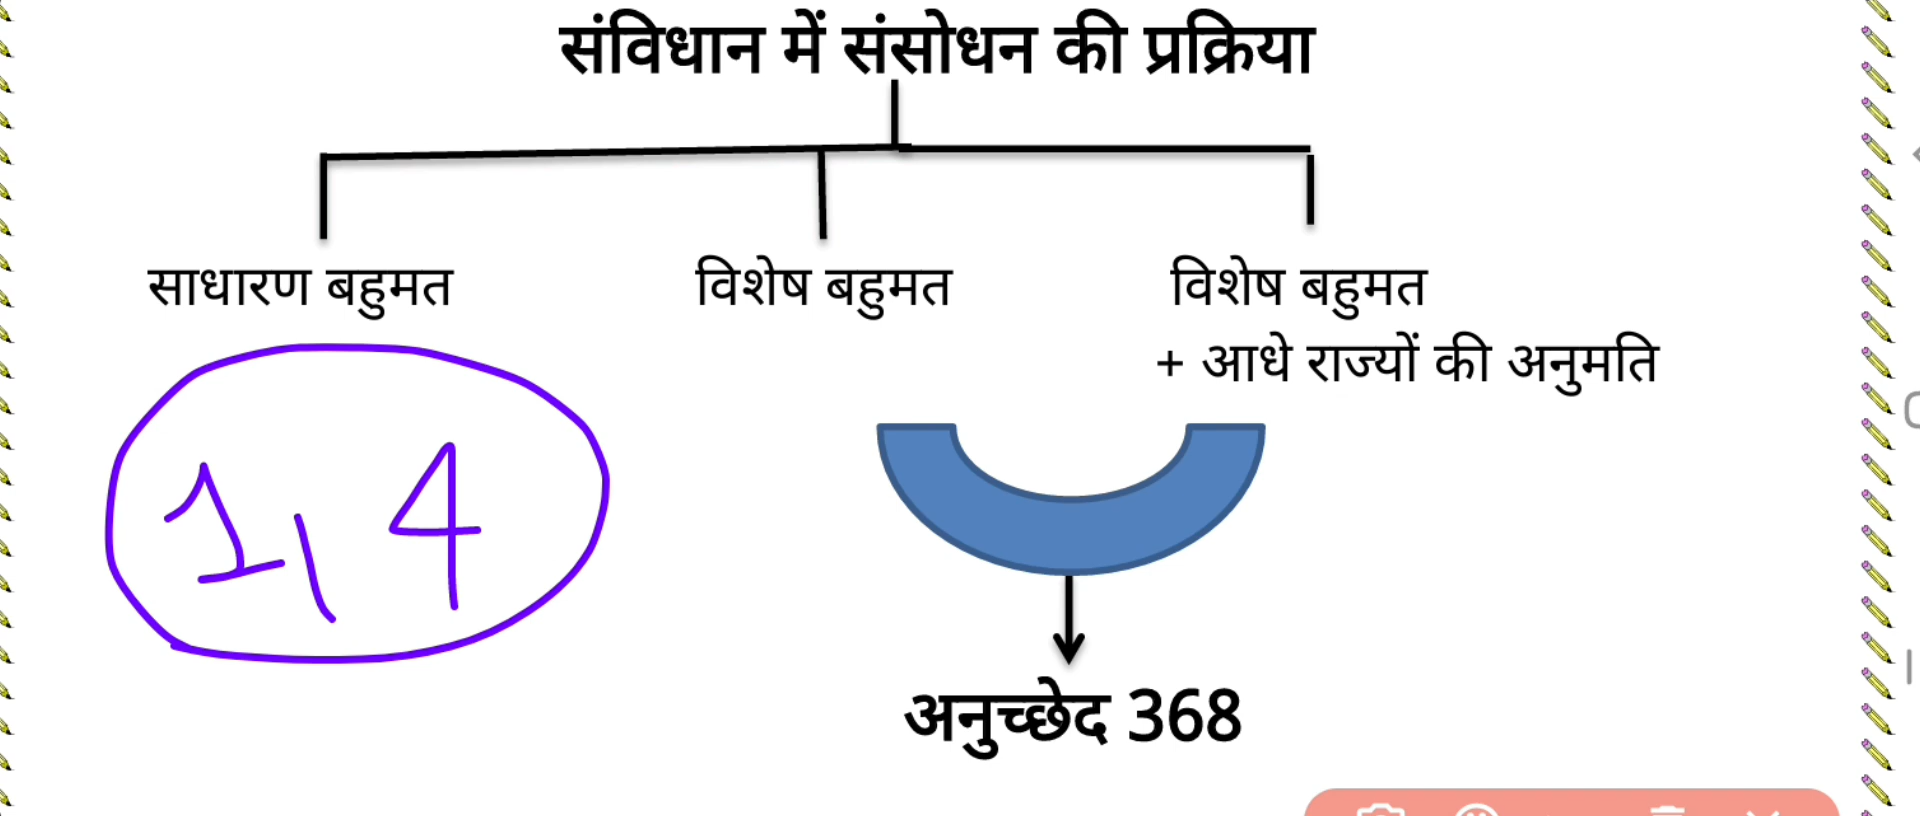 संविधान में संसोधन की प्रक्रिया
साधारण बहुमत
विशेष बहुमत
विशेष बहुमत
+ आधे राज्यों की अनुमति
1, 4
अनुच्छेद 368